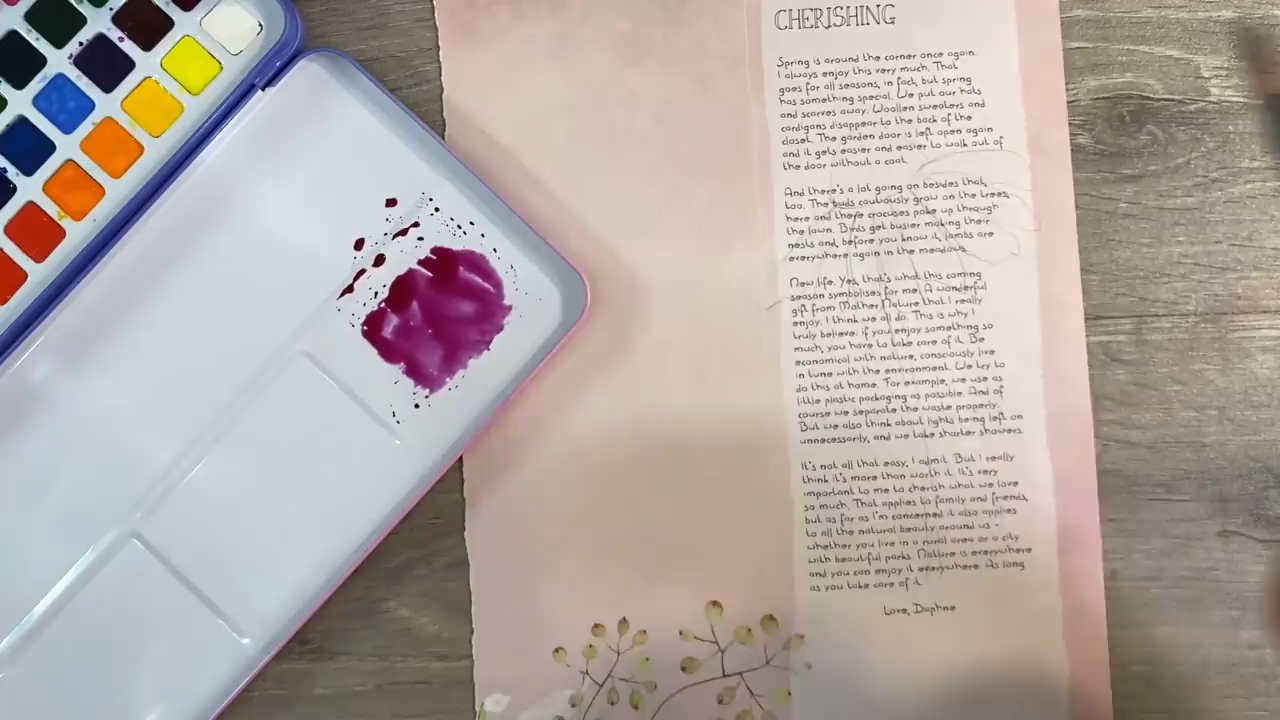 CHERISHING
Spring is around the corner once again.
I always enjoy this very much. That
goes for all seasons, in fact, but spring
has something special. We put our hats
and scarves away. Woollen sweaters and
cardigans disappear to the back of the
closet. The garden door is left open again
and it gets easier and easier to walk out of
the door without a coat.
And there's a lot going on besides that,
too. The buds cautiously grow on the trees,
here and there crocuses poke up through
the lawn. Birds get busier making their
nests and, before you know it, lambs are
everywhere again in the meadows.
New life. Yes, that's what this coming
season symbolises for me. A wonderful
gift from Mother Nature that I really
enjoy. I think we all do. This is why I
truly believe: if you enjoy something so
much, you have to take care of it. Be
economical with nature, consciously live
in tune with the environment. We try to
do this at home. For example, we use as
little plastic packaging as possible. And of
course we separate the waste properly.
But we also think about lights being left on
unnecessarily, and we take shorter showers.
It's not all that easy, I admit. But I really
think it's more than worth it. It's very
important to me to cherish what we love
so much. That applies to family and friends,
but as far as I'm concerned it also applies
to all the natural beauty around us -
whether you live in a rural area or a city
with beautiful parks. Nature is everywhere
and you can enjoy it everywhere. As long
as you take care of it.
Love, Daphne